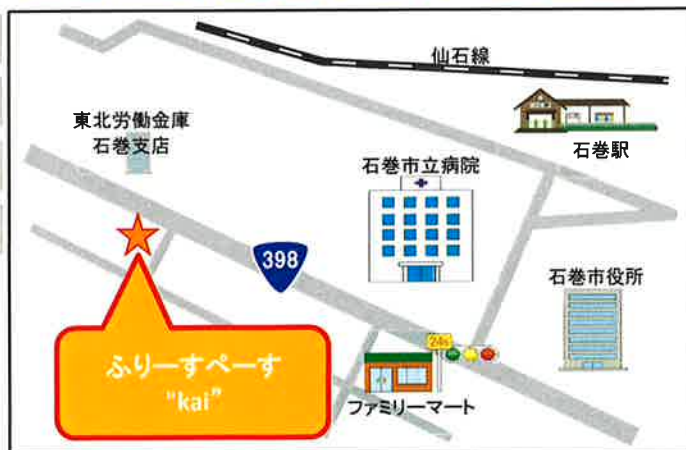 仙石線
東北労働金庫
石巻支店
石巻駅
石巻市立病院
398
石巻市役所
24h
ふりーすぺーす
"kai"
ファミリーマート